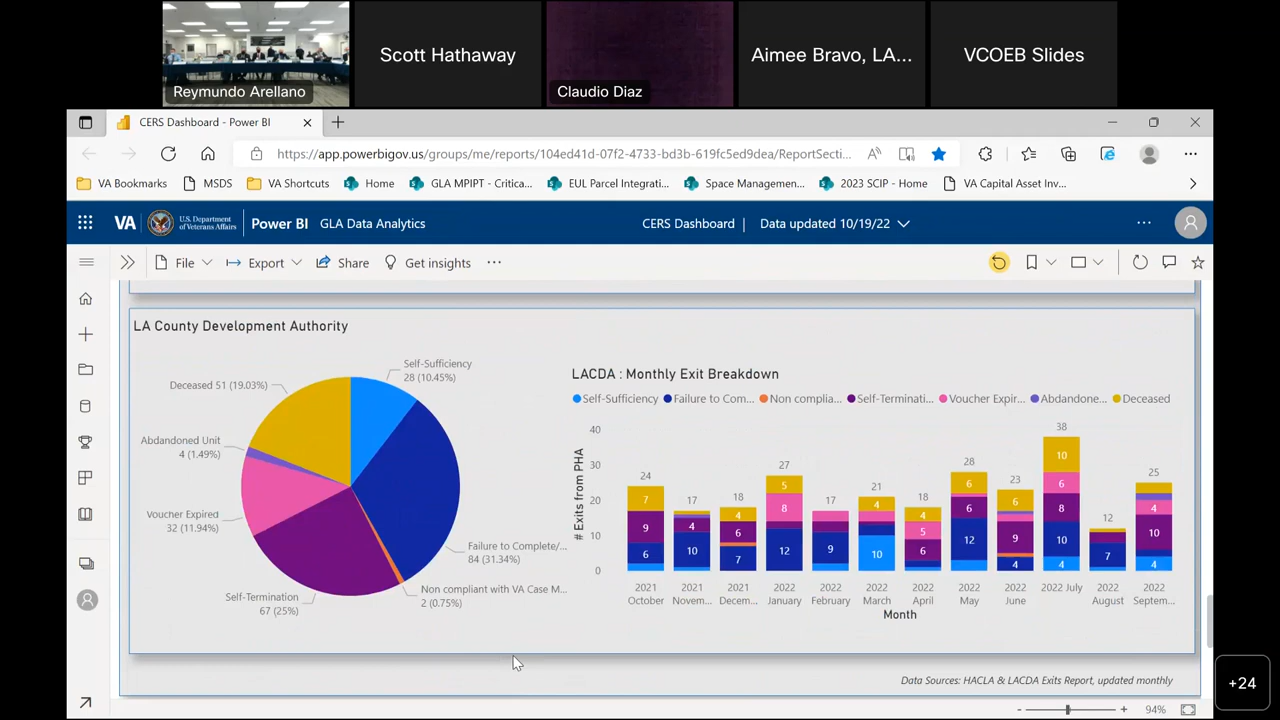 Reymundo Arellano
Scott Hathaway
Claudio Diaz
Aimee Bravo, LA...
VCOEB Slides
CERS Dashboard - Power BI
https://app.powerbigov.us/groups/me/reports/104ed41d-07f2-4733-bd3b-619fc5ed9dea/ReportSecti...
VA Bookmarks
MSDS
VA Shortcuts
Home
GLA MPIPT - Critica...
EUL Parcel Integrati...
Space Managemen...
2023 SCIP - Home
VA Capital Asset Inv...
VA
U.S. Department
of Veterans Affairs
Power BI
GLA Data Analytics
CERS Dashboard
Data updated 10/19/22
File
Export
Share
Get insights
LA County Development Authority
Self-Sufficiency
28 (10.45%)
Deceased 51 (19.03%)
Abdandoned Unit
4 (1.49%)
Voucher Expired
32 (11.94%)
Failure to Complete/...
84 (31.34%)
Non compliant with VA Case M...
2 (0.75%)
Self-Termination
67 (25%)
LACDA : Monthly Exit Breakdown
Self-Sufficiency
Failure to Com...
Non complia...
Self-Terminati...
Voucher Expir...
Abdandone...
Deceased
# Exits from PHA
40
30
20
10
0
24
7
9
6
17
4
10
18
4
6
7
27
5
8
12
17
9
21
4
10
18
4
5
6
28
6
6
12
23
6
9
4
38
10
6
8
10
4
12
7
25
4
10
4
2021
October
2021
Novem...
2021
Decem...
2022
January
2022
February
2022
March
2022
April
2022
May
2022
June
2022 July
2022
August
2022
Septem...
Month
Data Sources: HACLA & LACDA Exits Report, updated monthly
94%
+24